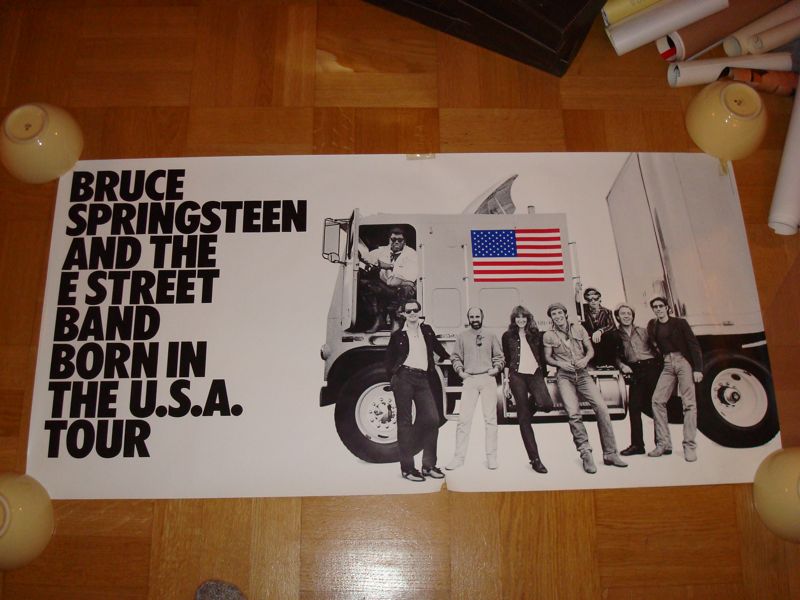 BRUCE
SPRINGSTEEN
AND THE
E STREET
BAND
BORN IN
THE U.S.A.
TOUR